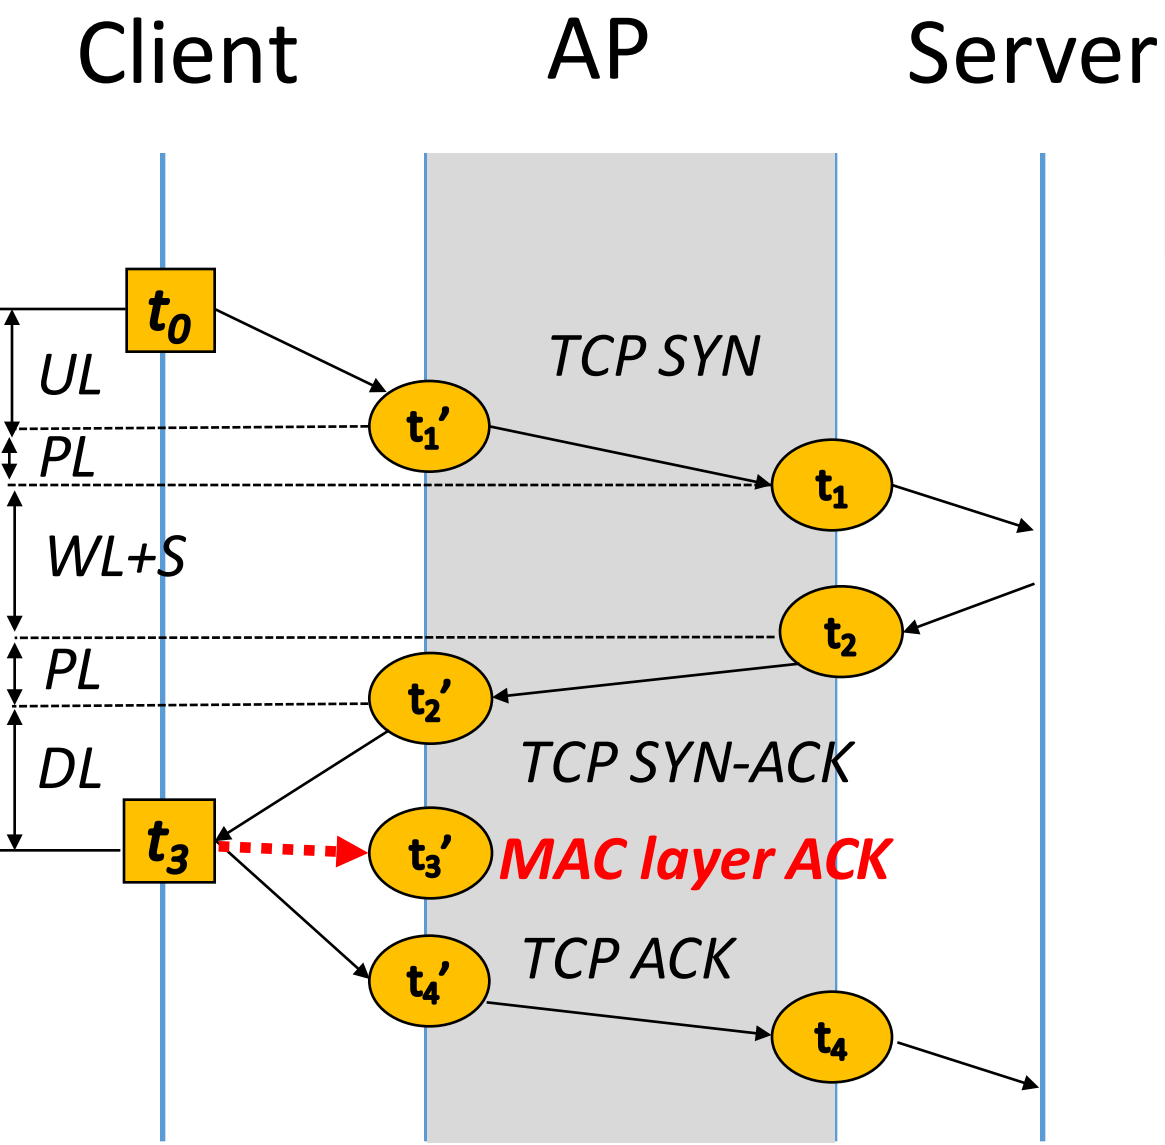 Client AP Server
t0
UL
TCP SYN
t1’
PL
t1
WL+S
t2
PL
t2’
DL
TCP SYN-ACK
t3
t3’
MAC layer ACK
TCP ACK
t4’
t4